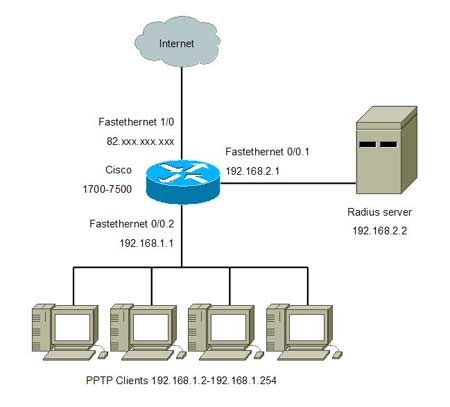 Internet
Fastethernet 1/0
82.xxx.xxx.xxx
Fastethernet 0/0.1
192.168.2.1
Cisco
1700-7500
Radius server
192.168.2.2
Fastethernet 0/0.2
192.168.1.1
PPTP Clients 192.168.1.2-192.168.1.254